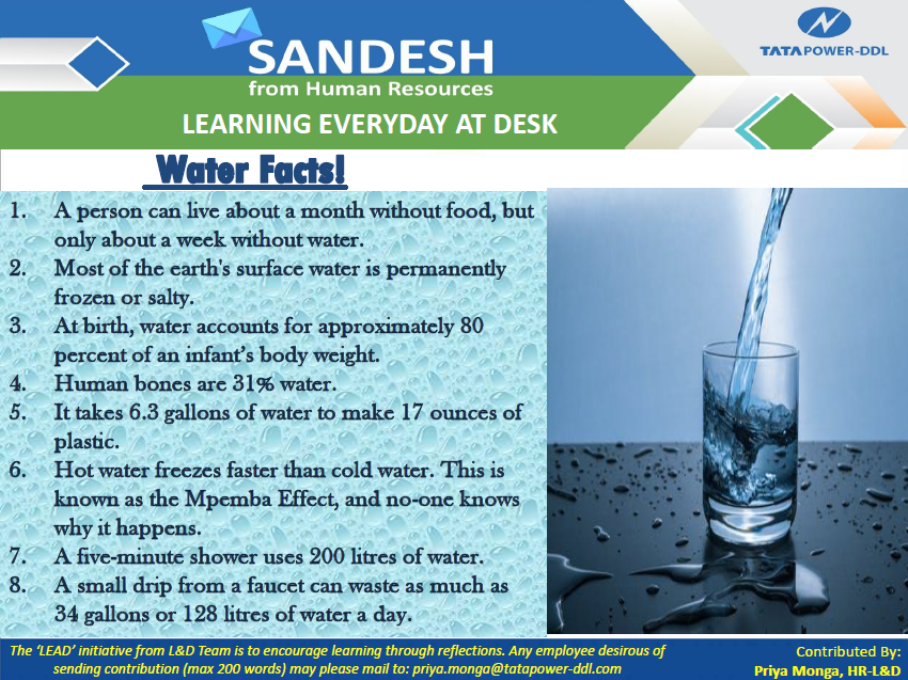 SANDESH
from Human Resources
TATA POWER-DDL
LEARNING EVERYDAY AT DESK
Water Facts!
1. A person can live about a month without food, but
only about a week without water.
2. Most of the earth's surface water is permanently
frozen or salty.
3. At birth, water accounts for approximately 80
percent of an infant’s body weight.
4. Human bones are 31% water.
5. It takes 6.3 gallons of water to make 17 ounces of
plastic.
6. Hot water freezes faster than cold water. This is
known as the Mpemba Effect, and no-one knows
why it happens.
7. A five-minute shower uses 200 litres of water.
8. A small drip from a faucet can waste as much as
34 gallons or 128 litres of water a day.
The ‘LEAD’ initiative from L&D Team is to encourage learning through reflections. Any employee desirous of
sending contribution (max 200 words) may please mail to: priya.monga@tatapower-ddl.com
Contributed By:
Priya Monga, HR-L&D